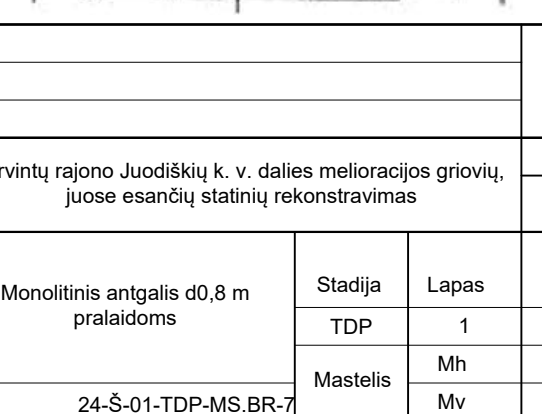 rvintų rajono Juodiškių k. v. dalies melioracijos griovių,
juose esančių statinių rekonstravimas
Monolitinis antgalis d0,8 m
pralaidoms
Stadija
Lapas
TDP
1
Mastelis
Mh
Mv
24-Š-01-TDP-MS.BR-7